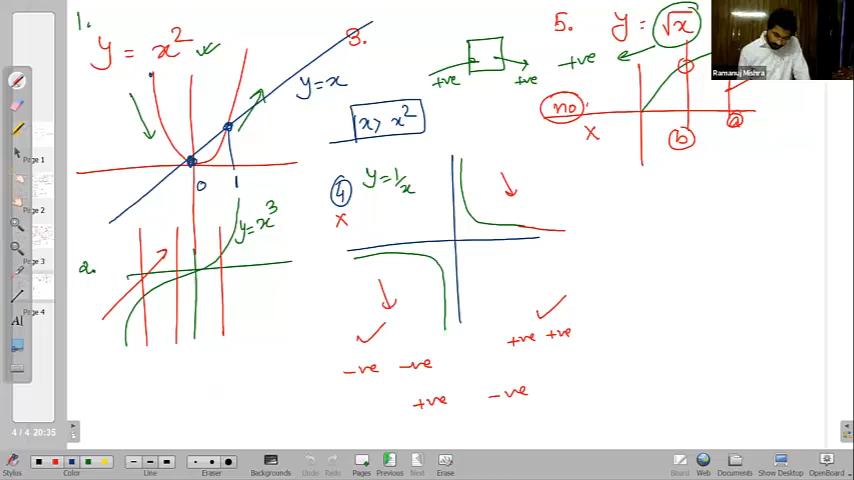 1.
y = x²
3.
y=x
x> x²
0
1
2.
y=x³
4 y=1/x
x
+ve
+ve
5. y = √x
+ve
no
x
b
a
-ve -ve
+ve +ve
+ve -ve
Ramanuj Mishra
Page 1
Page 2
Page 3
Page 4
AI
4 / 4 20:35
Stylus
Color
Line
Eraser
Backgrounds
Undo
Redo
Pages
Previous
Next
Erase
Board
Web
Documents
Show Desktop
OpenBoard